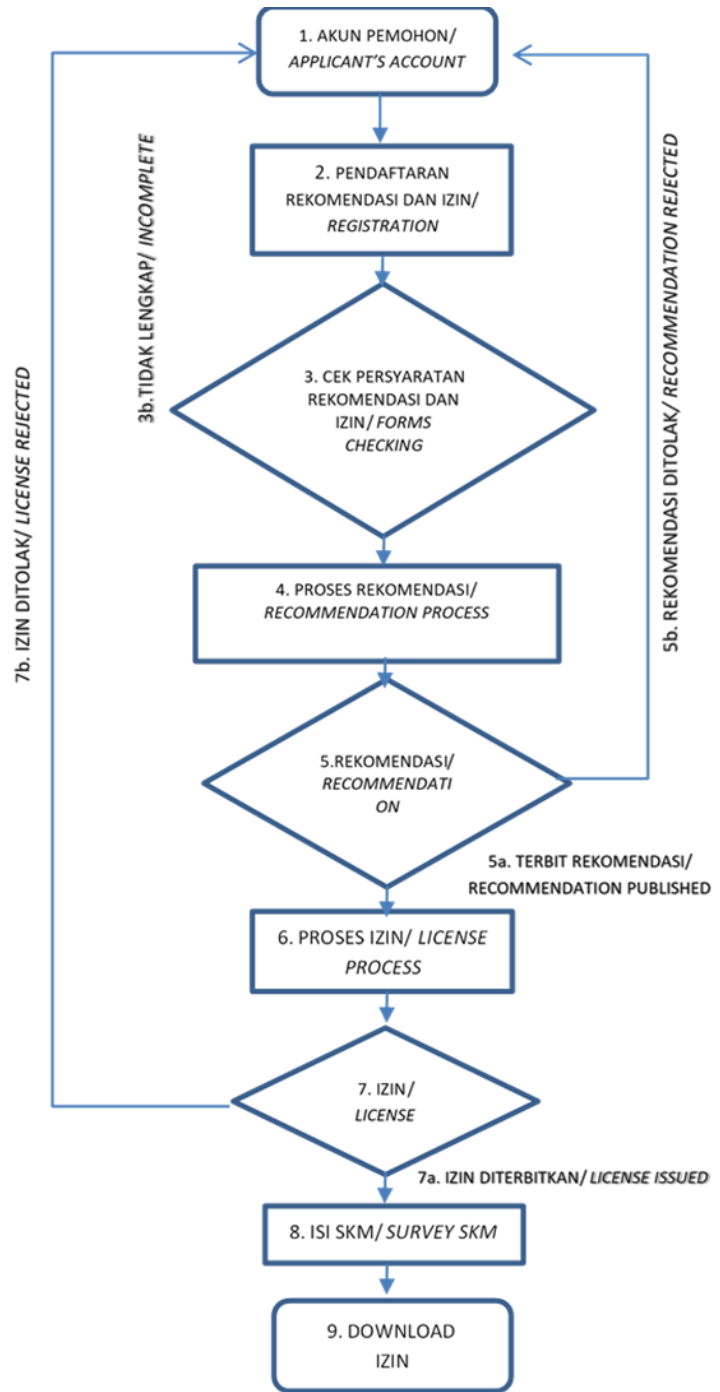 1. AKUN PEMOHON/
APPLICANT'S ACCOUNT
2. PENDAFTARAN
REKOMENDASI DAN IZIN/
REGISTRATION
3b.TIDAK LENGKAP/ INCOMPLETE
3. CEK PERSYARATAN
REKOMENDASI DAN
IZIN/ FORMS
CHECKING
5b. REKOMENDASI DITOLAK/ RECOMMENDATION REJECTED
7b. IZIN DITOLAK/ LICENSE REJECTED
4. PROSES REKOMENDASI/
RECOMMENDATION PROCESS
5.REKOMENDASI/
RECOMMENDATI
ON
5a. TERBIT REKOMENDASI/
RECOMMENDATION PUBLISHED
6. PROSES IZIN/ LICENSE
PROCESS
7. IZIN/
LICENSE
7a. IZIN DITERBITKAN/ LICENSE ISSUED
8. ISI SKM/ SURVEY SKM
9. DOWNLOAD
IZIN